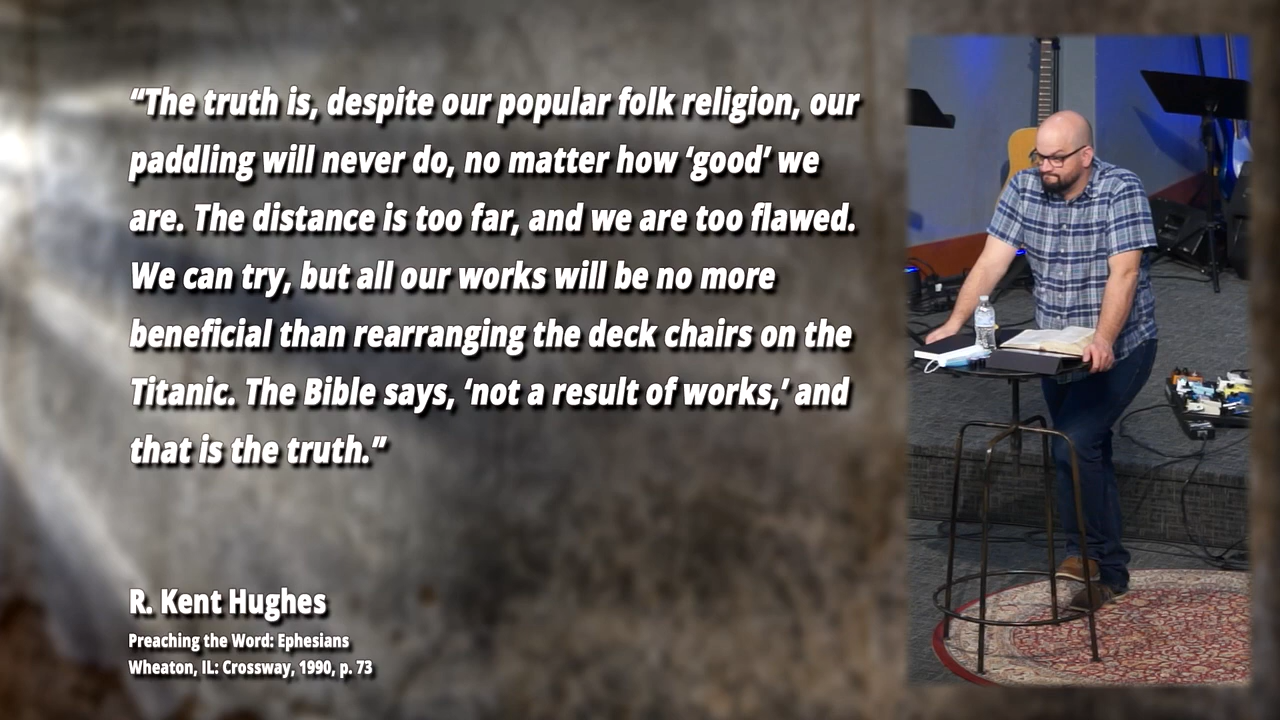 “The truth is, despite our popular folk religion, our
paddling will never do, no matter how ‘good’ we
are. The distance is too far, and we are too flawed.
We can try, but all our works will be no more
beneficial than rearranging the deck chairs on the
Titanic. The Bible says, ‘not a result of works,’ and
that is the truth.”
R. Kent Hughes
Preaching the Word: Ephesians
Wheaton, IL: Crossway, 1990, p. 73